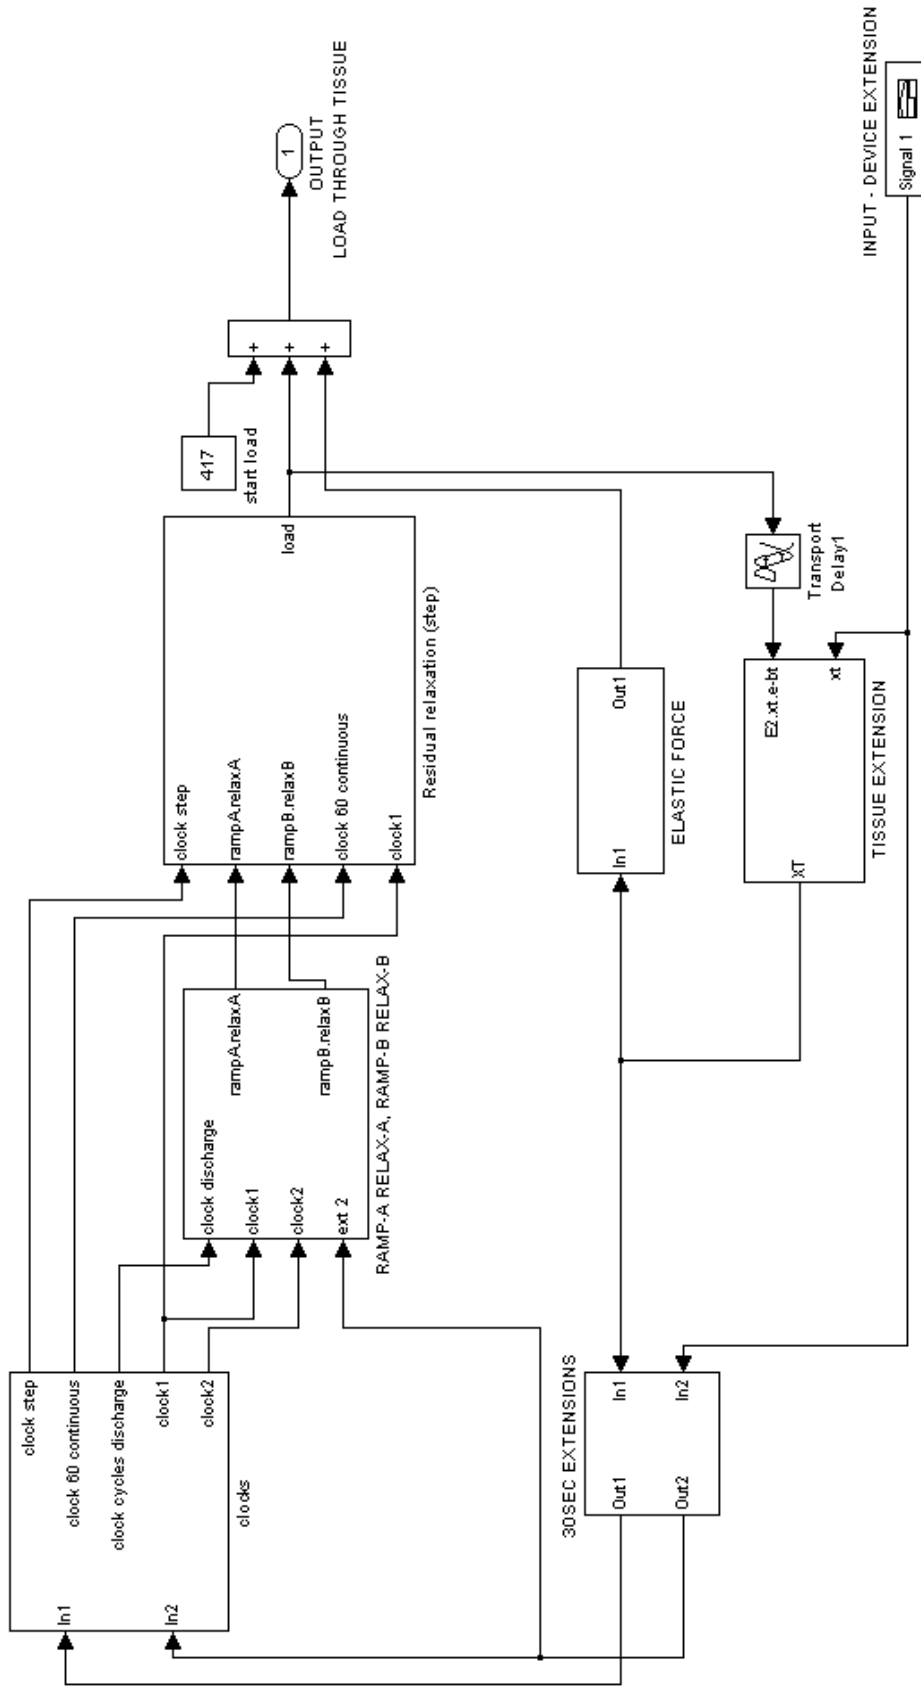 clock step
clock 60 continuous
clock cycles discharge
clock1
clock2
In1
In2
clocks
clock discharge
clock1
clock2
ext 2
rampA.relaxA
rampB.relaxB
RAMP-A RELAX-A, RAMP-B RELAX-B
clock step
rampA.relaxA
rampB.relaxB
clock 60 continuous
clock1
load
Residual relaxation (step)
417
start load
+
+
+
1
OUTPUT
LOAD THROUGH TISSUE
30SEC EXTENSIONS
Out1
Out2
In1
In2
In1
Out1
ELASTIC FORCE
XT
E2.xt.e-bt
xt
TISSUE EXTENSION
Transport
Delay1
INPUT - DEVICE EXTENSION
Signal 1